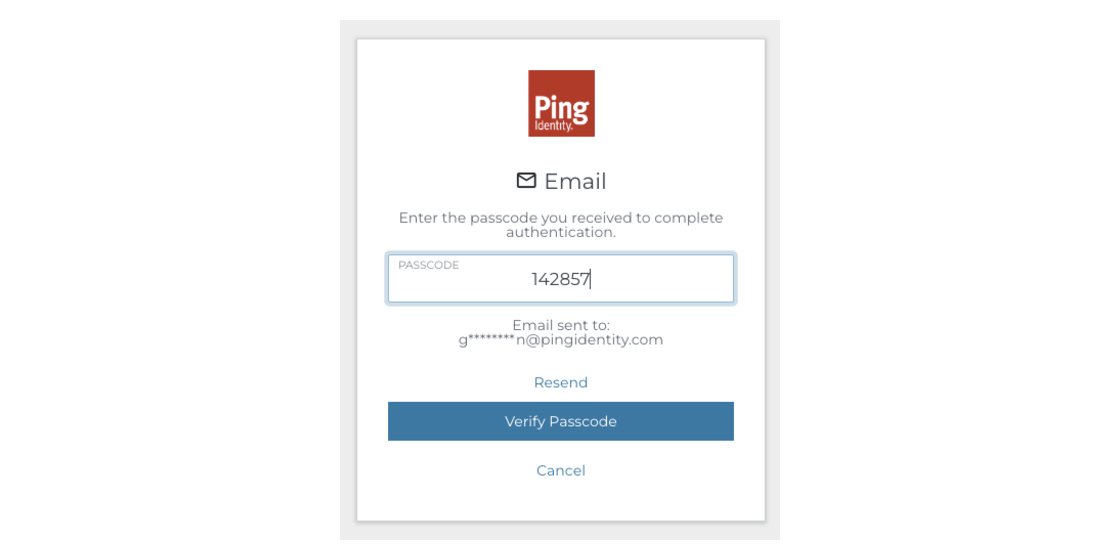 Ping
Identity.
Email
Enter the passcode you received to complete
authentication.
PASSCODE
142857
Email sent to:
g********n@pingidentity.com
Resend
Verify Passcode
Cancel